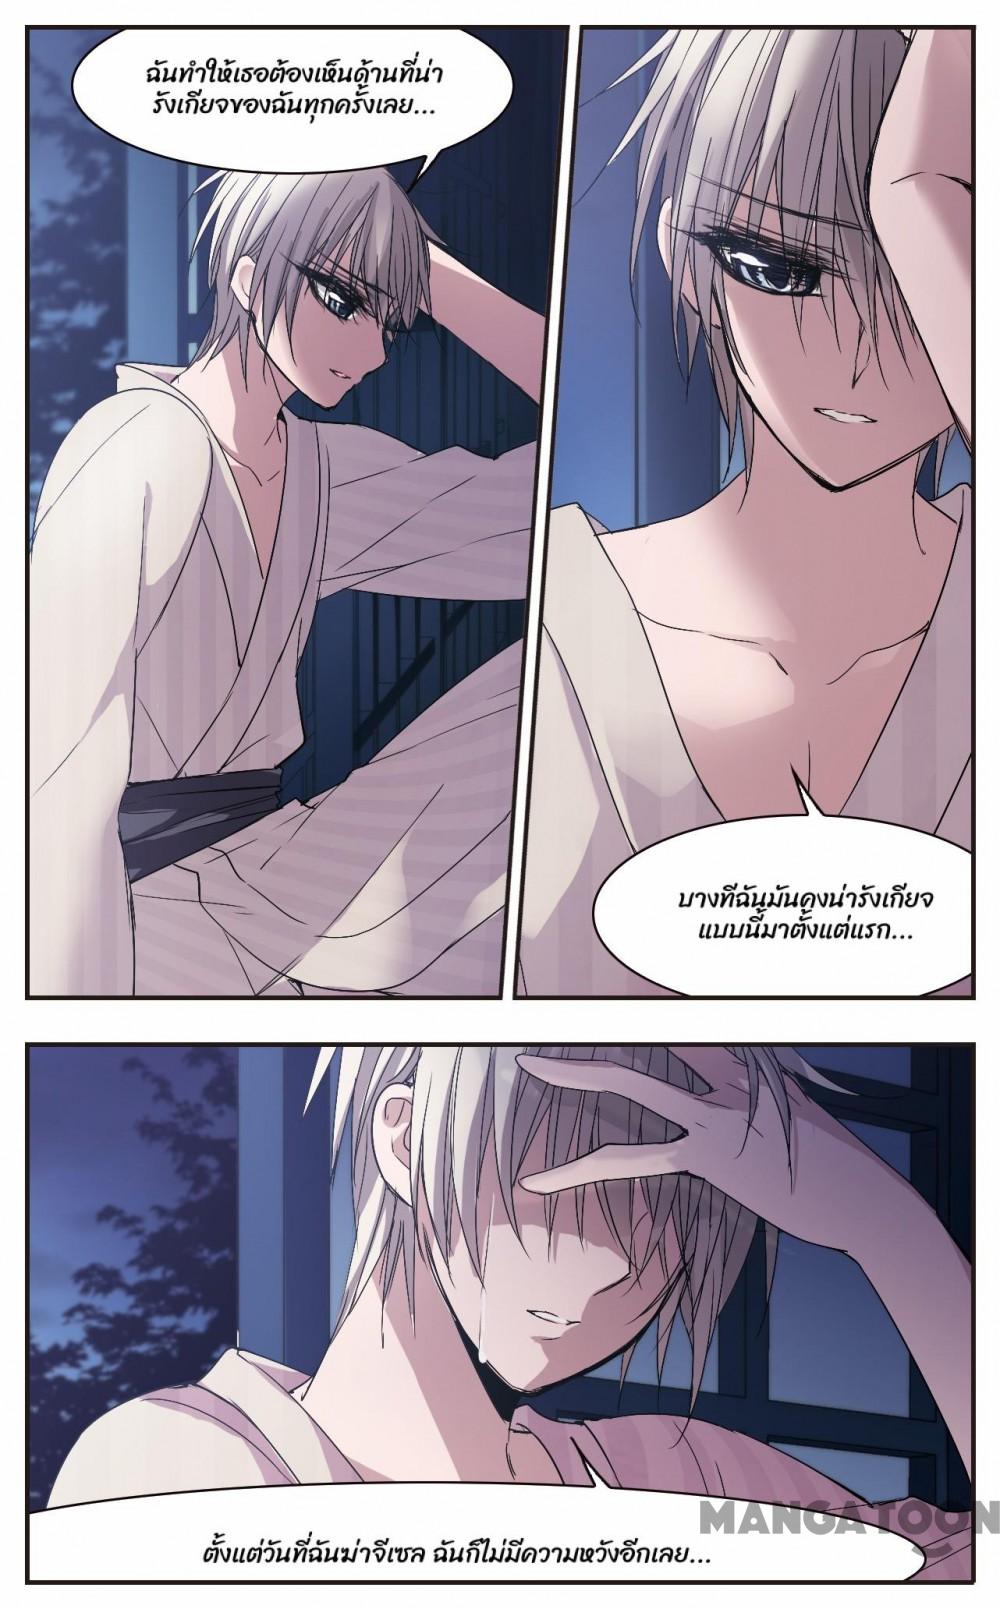 ฉันทำให้เธอต้องเห็นด้านที่น่า
รังเกียจของฉันทุกครั้งเลย...
บางทีฉันมันคงน่ารังเกียจ
แบบนี้มาตั้งแต่แรก...
ตั้งแต่วันที่ฉันฆ่าจีเซล ฉันก็ไม่มีความหวังอีกเลย...
MANGATOON